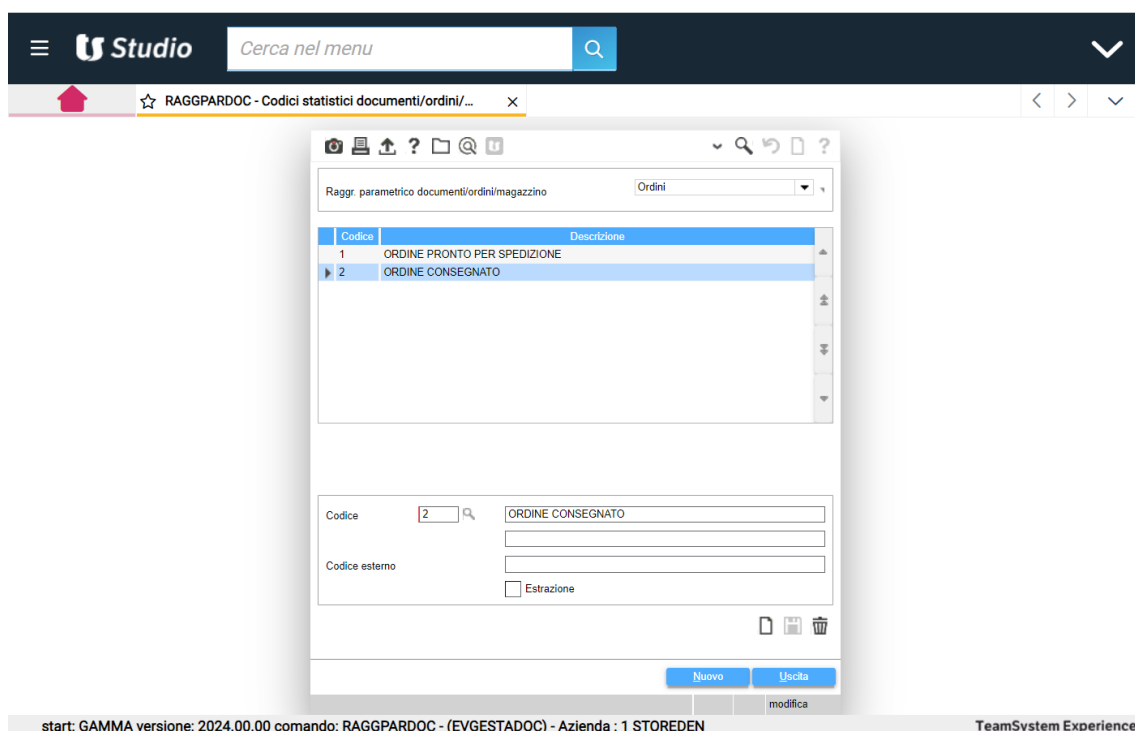 Studio
Cerca nel menu
RAGGPARDOC - Codici statistici documenti/ordini/...
Raggr. parametrico documenti/ordini/magazzino
Ordini
Codice Descrizione
1 ORDINE PRONTO PER SPEDIZIONE
2 ORDINE CONSEGNATO
Codice 2 ORDINE CONSEGNATO
Codice esterno
Estrazione
Nuovo Uscita
modifica
start: GAMMA versione: 2024.00.00 comando: RAGGPARDOC - (EVGESTADOC) - Azienda : 1 STOREDEN TeamSystem Experience